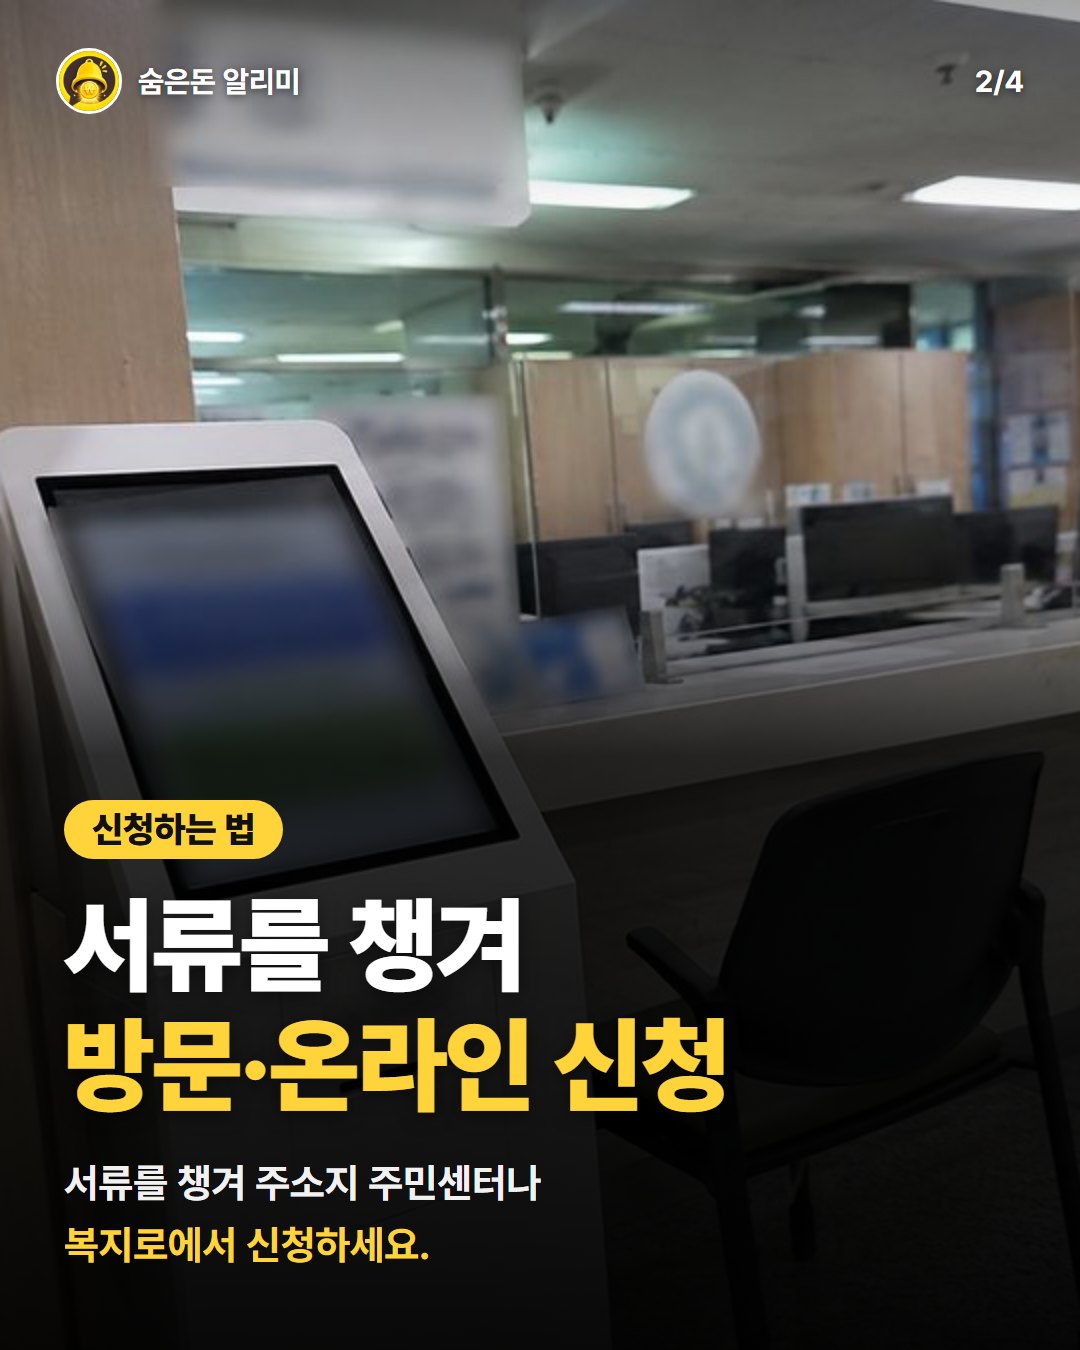 숨은돈 알리미
2/4
신청하는 법
서류를 챙겨
방문·온라인 신청
서류를 챙겨 주소지 주민센터나
복지로에서 신청하세요.